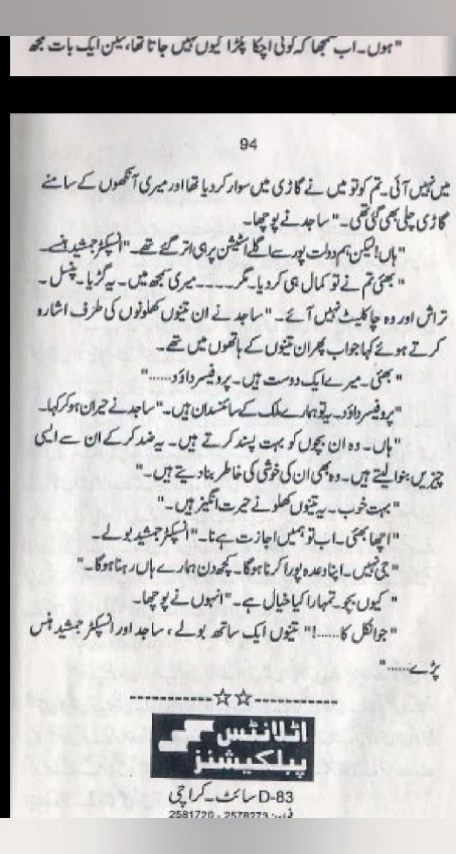 "ہوں۔ اب سمجھا کہ کوئی اچکا پکڑا کیوں نہیں جاتا تھا، لیکن ایک بات مجھ
94
میں نہیں آئی۔ تم کو تو میں نے گاڑی میں سوار کر دیا تھا اور میری آنکھوں کے سامنے
گاڑی چلی بھی گئی تھی۔" ساجد نے پوچھا۔
"ہاں! لیکن ہم دولت پور سے اگلے اسٹیشن پر ہی اتر گئے تھے۔" انسپکٹر جمشید ہنسے۔
"بھئی تم نے تو کمال ہی کر دیا۔ مگر۔۔۔۔ میری سمجھ میں۔ یہ گڑیا۔ پنسل۔
تراش اور وہ چاکلیٹ نہیں آئے۔" ساجد نے ان تینوں کھلونوں کی طرف اشارہ
کرتے ہوئے کہا جو اب پھر ان تینوں کے ہاتھوں میں تھے۔
"بھئی۔ میرے ایک دوست ہیں۔ پروفیسر داؤد......"
"پروفیسر داؤد۔ یہ تو ہمارے ملک کے سائنسدان ہیں۔" ساجد نے حیران ہو کر کہا۔
"ہاں۔ وہ ان بچوں کو بہت پسند کرتے ہیں۔ یہ ضد کر کے ان سے ایسی
چیزیں بنوا لیتے ہیں۔ وہ بھی ان کی خوشی کی خاطر بنا دیتے ہیں۔"
"بہت خوب۔ یہ تینوں کھلونے حیرت انگیز ہیں۔"
"اچھا بھئی۔ اب تو ہمیں اجازت ہے نا۔" انسپکٹر جمشید بولے۔
"جی نہیں۔ اپنا وعدہ پورا کرنا ہوگا۔ کچھ دن ہمارے ہاں رہنا ہوگا۔"
"کیوں بچو۔ تمہارا کیا خیال ہے۔" انہوں نے پوچھا۔
"جو انکل کا......!" تینوں ایک ساتھ بولے، ساجد اور انسپکٹر جمشید ہنس
پڑے......"
-----------☆☆-----------
اٹلانٹس
پبلکیشنز
D-83 سائٹ۔ کراچی
فون: 2578273 - 2581720